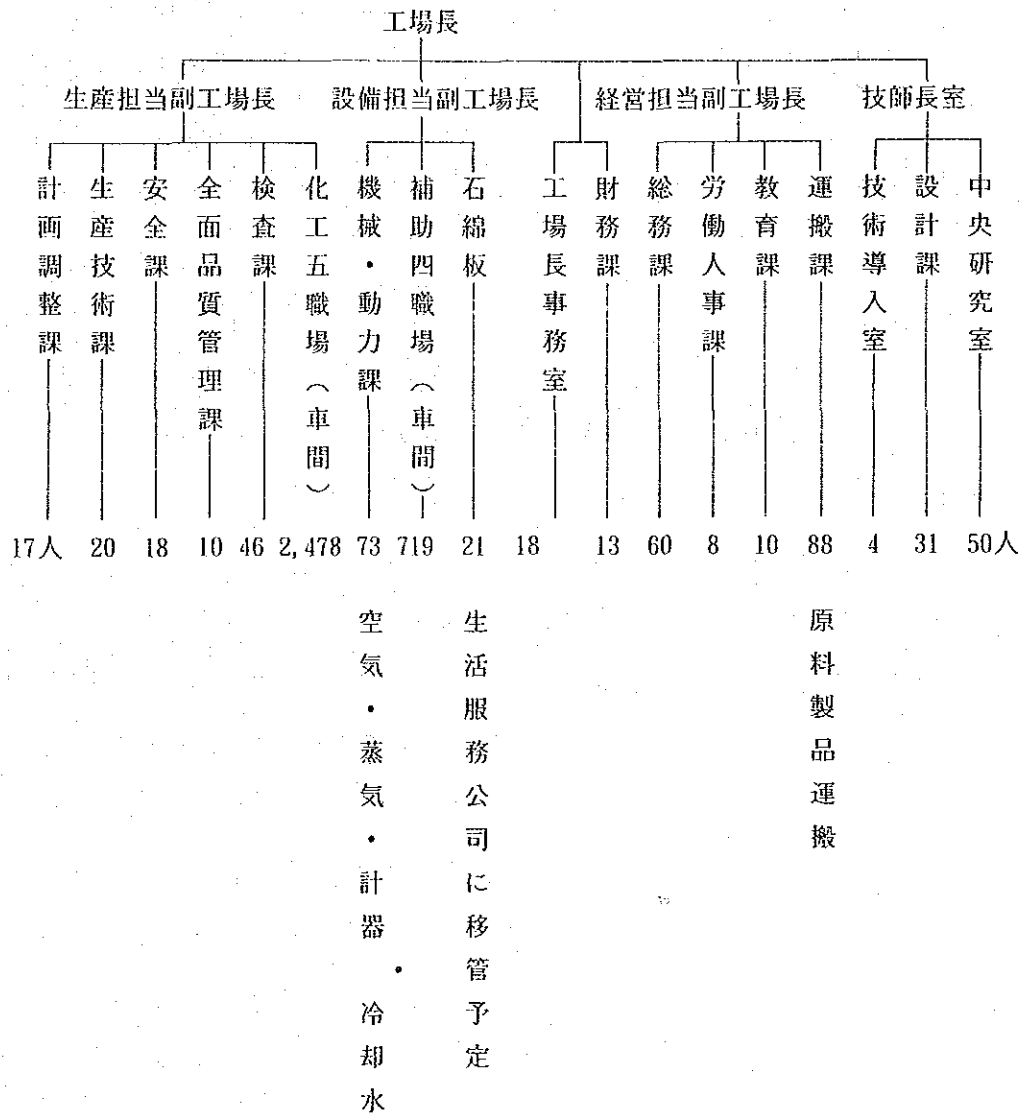 工場長
生産担当副工場長
設備担当副工場長
経営担当副工場長
技師長室
計画調整課
生産技術課
安全課
全面品質管理課
検査課
化工五職場（車間）
機械・動力課
補助四職場（車間）
石綿板
工場長事務室
財務課
総務課
労働人事課
教育課
運搬課
技術導入室
設計課
中央研究室
17人 20 18 10 46 2,478 73 719 21 18 13 60 8 10 88 4 31 50人
空気・蒸気・計器・冷却水
生活服務公司に移管予定
原料製品運搬